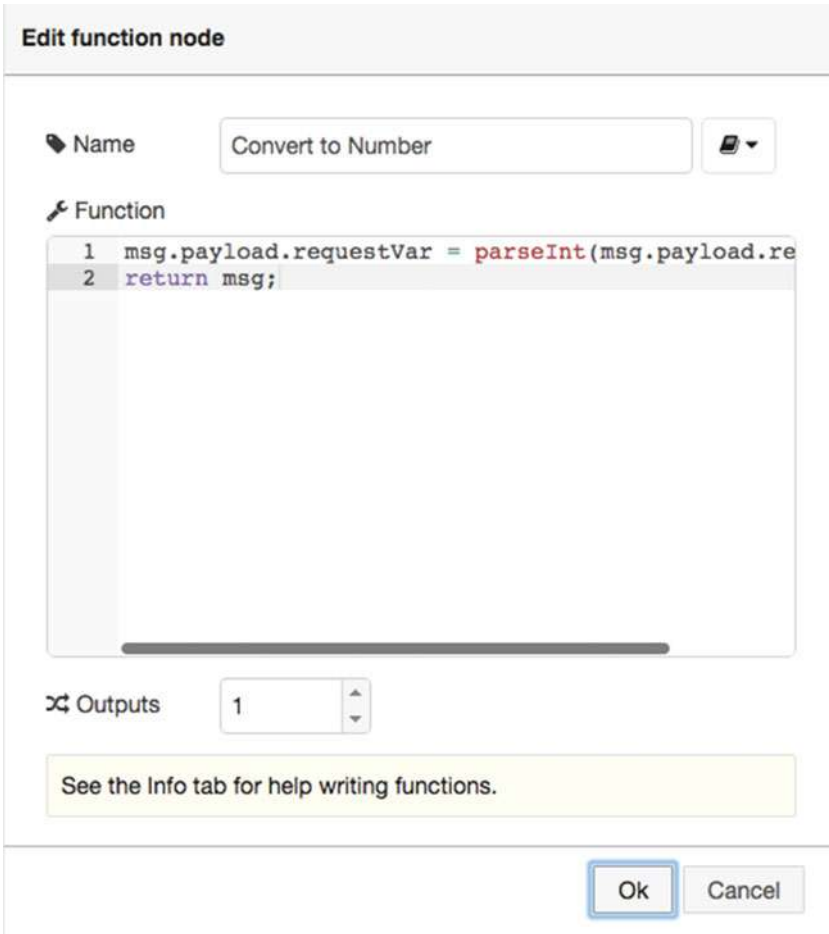 Edit function node
Name
Convert to Number
Function
1 msg.payload.requestVar = parseInt(msg.payload.re
2 return msg;
Outputs
1
See the Info tab for help writing functions.
Ok Cancel